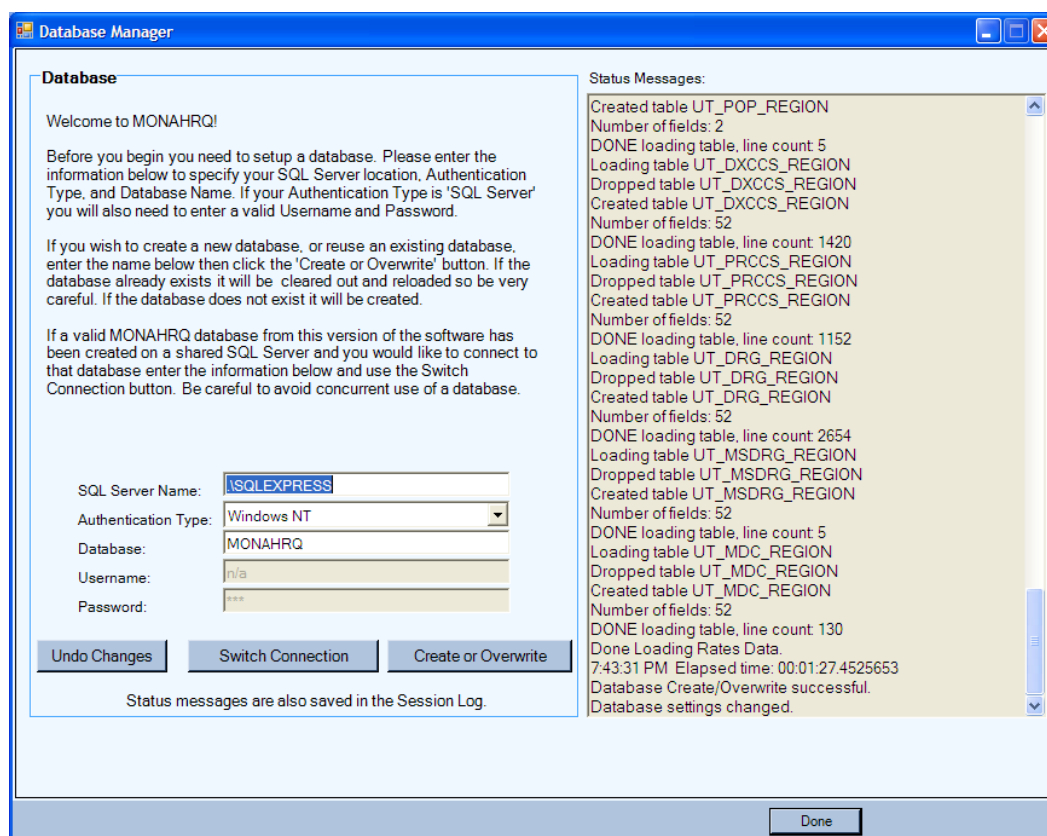 Database Manager
Database
Welcome to MONAHRQ!
Before you begin you need to setup a database. Please enter the
information below to specify your SQL Server location, Authentication
Type, and Database Name. If your Authentication Type is 'SQL Server'
you will also need to enter a valid Username and Password.
If you wish to create a new database, or reuse an existing database,
enter the name below then click the 'Create or Overwrite' button. If the
database already exists it will be  cleared out and reloaded so be very
careful. If the database does not exist it will be created.
If a valid MONAHRQ database from this version of the software has
been created on a shared SQL Server and you would like to connect to
that database enter the information below and use the Switch
Connection button. Be careful to avoid concurrent use of a database.
SQL Server Name: .\SQLEXPRESS
Authentication Type: Windows NT
Database: MONAHRQ
Username: n/a
Password: ***
Undo Changes Switch Connection Create or Overwrite
Status messages are also saved in the Session Log.
Status Messages:
Created table UT_POP_REGION
Number of fields: 2
DONE loading table, line count: 5
Loading table UT_DXCCS_REGION
Dropped table UT_DXCCS_REGION
Created table UT_DXCCS_REGION
Number of fields: 52
DONE loading table, line count: 1420
Loading table UT_PRCCS_REGION
Dropped table UT_PRCCS_REGION
Created table UT_PRCCS_REGION
Number of fields: 52
DONE loading table, line count: 1152
Loading table UT_DRG_REGION
Dropped table UT_DRG_REGION
Created table UT_DRG_REGION
Number of fields: 52
DONE loading table, line count: 2654
Loading table UT_MSDRG_REGION
Dropped table UT_MSDRG_REGION
Created table UT_MSDRG_REGION
Number of fields: 52
DONE loading table, line count: 5
Loading table UT_MDC_REGION
Dropped table UT_MDC_REGION
Created table UT_MDC_REGION
Number of fields: 52
DONE loading table, line count: 130
Done Loading Rates Data.
7:43:31 PM  Elapsed time: 00:01:27.4525653
Database Create/Overwrite successful.
Database settings changed.
Done